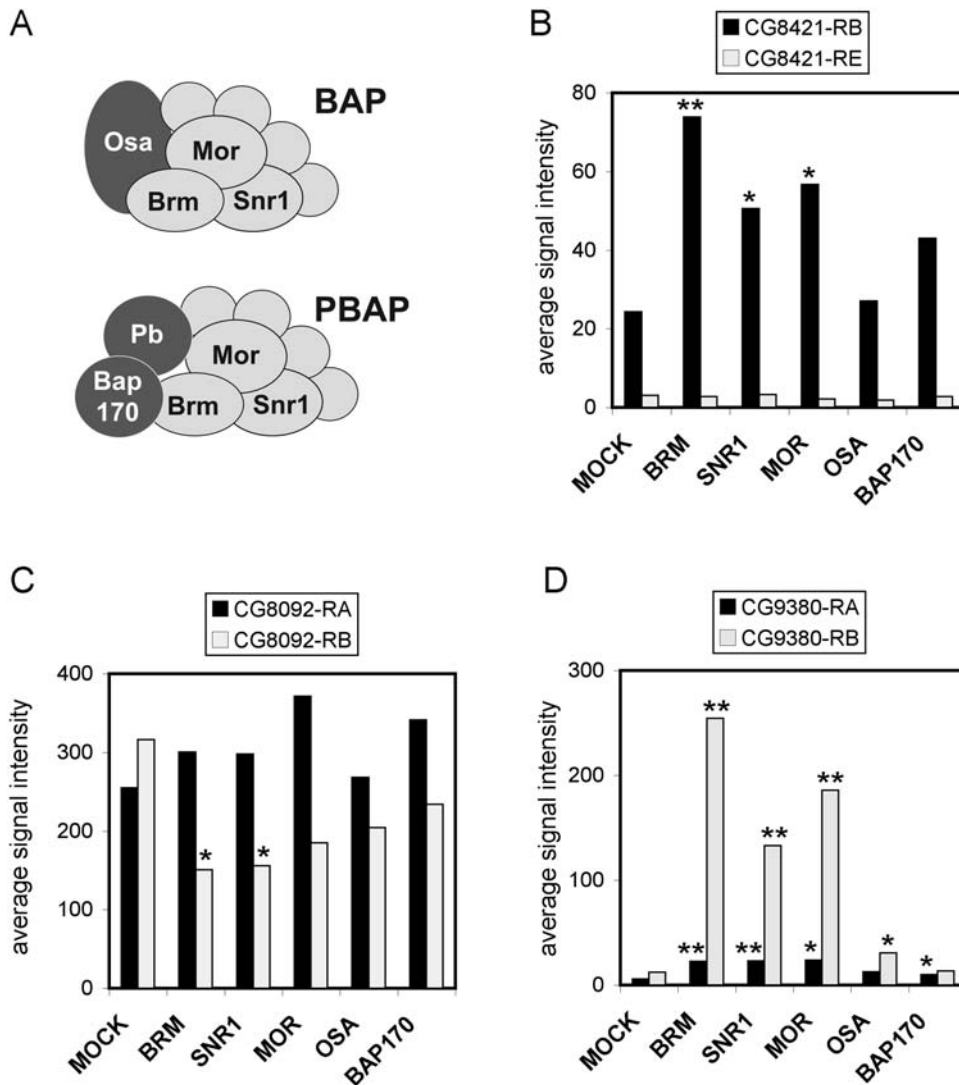 A
Osa
BAP
Mor
Brm
Snr1
PBAP
Pb
Mor
Bap
170
Brm
Snr1
B
CG8421-RB
CG8421-RE
average signal intensity
80
60
40
20
0
**
*
*
MOCK
BRM
SNR1
MOR
OSA
BAP170
C
CG8092-RA
CG8092-RB
average signal intensity
400
300
200
100
0
*
*
MOCK
BRM
SNR1
MOR
OSA
BAP170
D
CG9380-RA
CG9380-RB
average signal intensity
300
200
100
0
**
**
**
**
**
*
*
*
MOCK
BRM
SNR1
MOR
OSA
BAP170